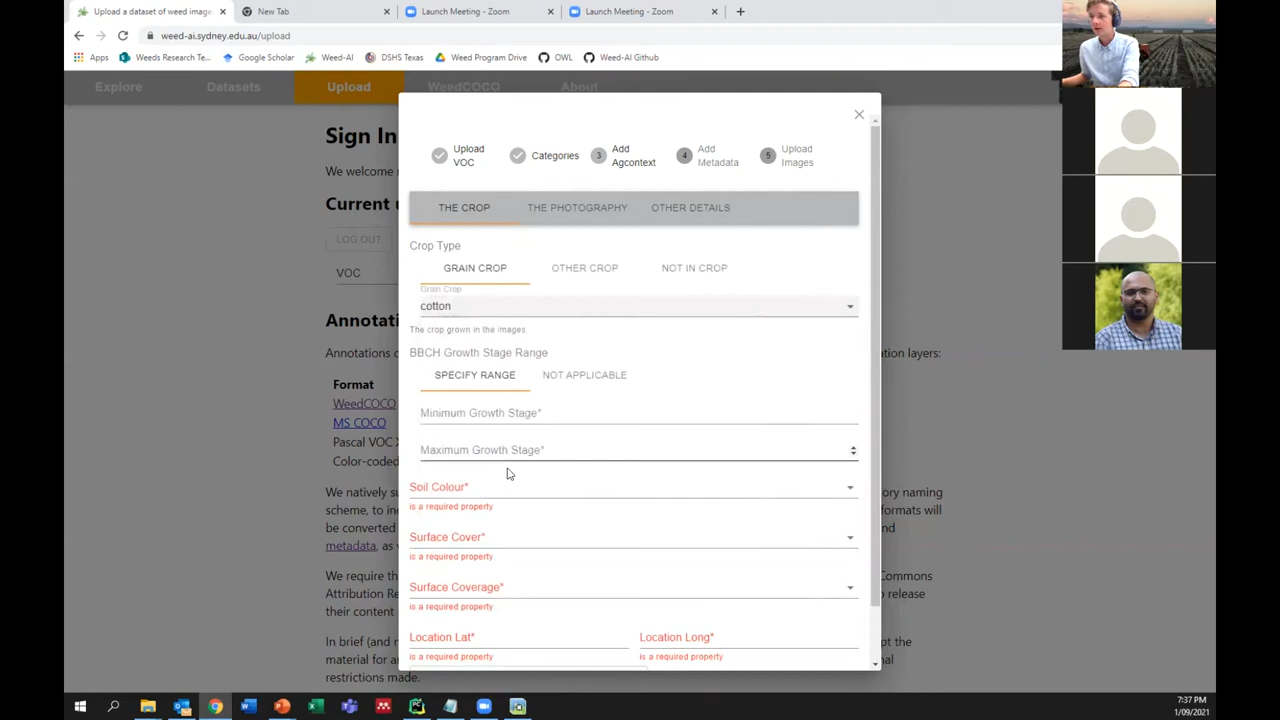 Upload a dataset of weed image
New Tab
Launch Meeting - Zoom
Launch Meeting - Zoom
weed-ai.sydney.edu.au/upload
Apps
Weeds Research Te...
Google Scholar
Weed-AI
DSHS Texas
Weed Program Drive
OWL
Weed-AI Github
Explore
Datasets
Upload
WeedCOCO
About
Sign In
We welcome
Current u
LOG OUT
VOC
Annotati
Annotations c
ation layers:
Format
WeedCOCO
MS COCO
Pascal VOC X
Color-coded
We natively su
ory naming
scheme, to in
formats will
be converted
metadata, as v
We require th
Commons
Attribution Re
to release
their content
In brief (and n
pt the
material for a
ional
restrictions made.
Upload VOC
Categories
3
Add Agcontext
4
Add Metadata
5
Upload Images
THE CROP
THE PHOTOGRAPHY
OTHER DETAILS
Crop Type
GRAIN CROP
OTHER CROP
NOT IN CROP
Grain Crop
cotton
The crop grown in the images
BBCH Growth Stage Range
SPECIFY RANGE
NOT APPLICABLE
Minimum Growth Stage*
Maximum Growth Stage*
Soil Colour*
is a required property
Surface Cover*
is a required property
Surface Coverage*
is a required property
Location Lat*
Location Long*
is a required property
is a required property
7:37 PM
1/09/2021